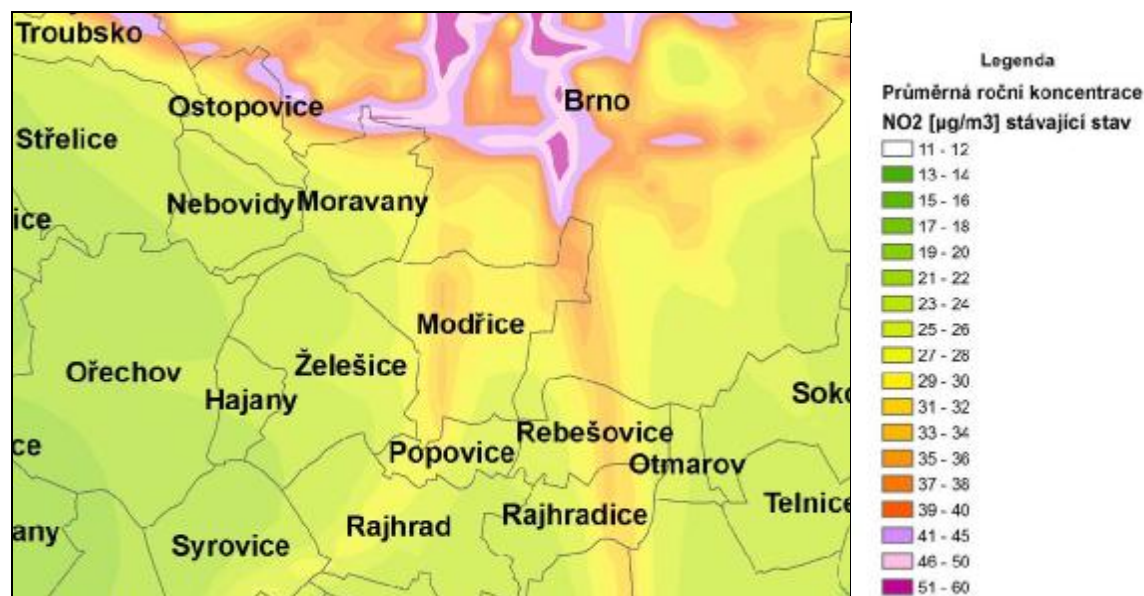 Troubsko
Ostopovice
Brno
Střelice
Nebovidy
Moravany
ice
Modřice
Ořechov
Želešice
Hajany
Soko
ce
Popovice
Rebešovice
Otmarov
Telnice
any
Rajhrad
Rajhradice
Syrovice
Legenda
Průměrná roční koncentrace
NO2 [µg/m3] stávající stav
11 - 12
13 - 14
15 - 16
17 - 18
19 - 20
21 - 22
23 - 24
25 - 26
27 - 28
29 - 30
31 - 32
33 - 34
35 - 36
37 - 38
39 - 40
41 - 45
46 - 50
51 - 60